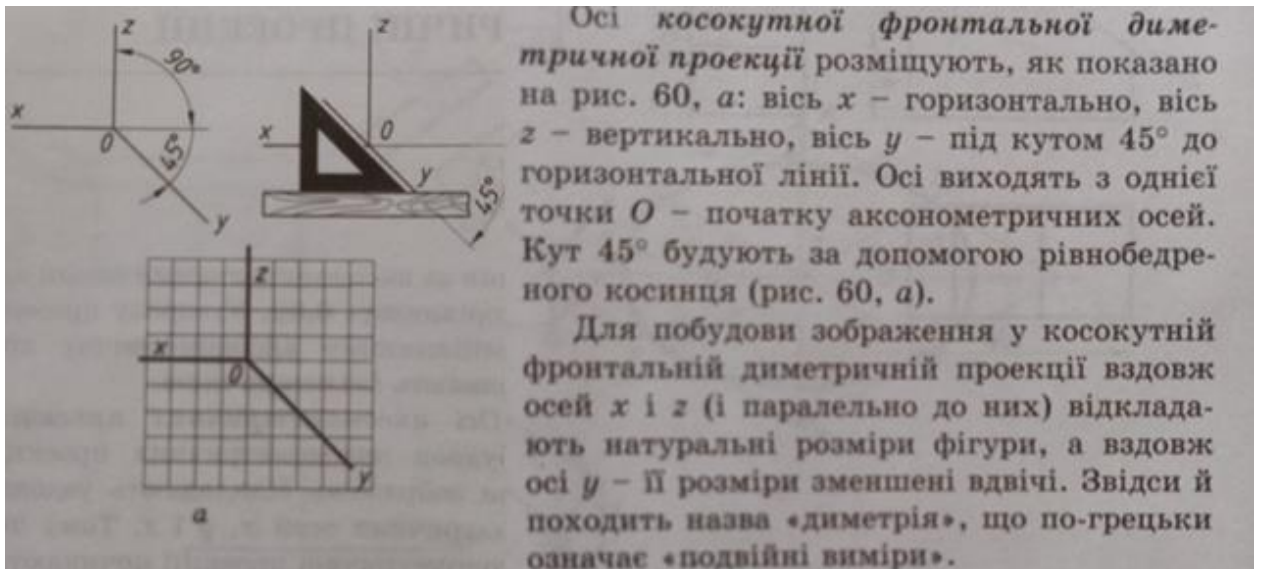 z
90°
x
0
45°
y
z
x
0
y
45°
z
x
0
Y
а
Осі косокутної фронтальної диме-
тричної проекції розміщують, як показано
на рис. 60, а: вісь x – горизонтально, вісь
z – вертикально, вісь y – під кутом 45° до
горизонтальної лінії. Осі виходять з однієї
точки O – початку аксонометричних осей.
Кут 45° будують за допомогою рівнобедре-
ного косинця (рис. 60, а).
Для побудови зображення у косокутній
фронтальній диметричній проекції вздовж
осей x і z (і паралельно до них) відклада-
ють натуральні розміри фігури, а вздовж
осі y – її розміри зменшені вдвічі. Звідси й
походить назва «диметрія», що по-грецьки
означає «подвійні виміри».